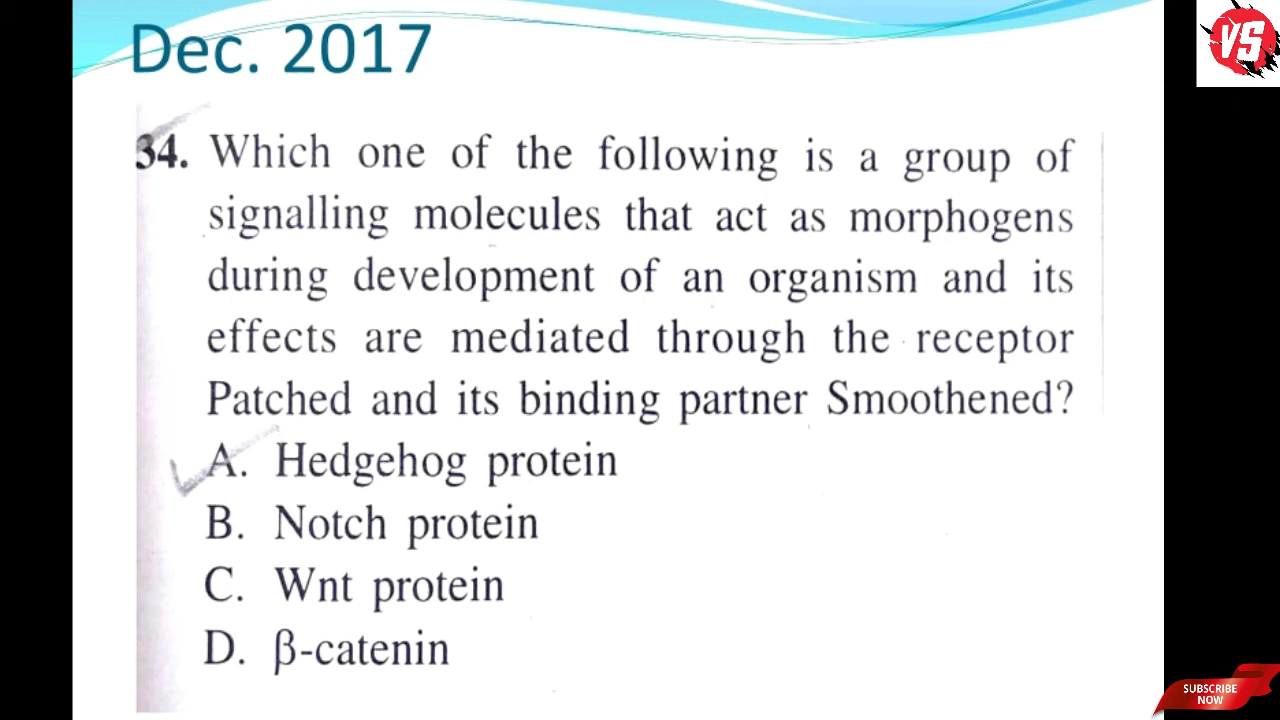 Dec. 2017
VS
34. Which one of the following is a group of
signalling molecules that act as morphogens
during development of an organism and its
effects are mediated through the receptor
Patched and its binding partner Smoothened?
A. Hedgehog protein
B. Notch protein
C. Wnt protein
D. β-catenin
SUBSCRIBE
NOW